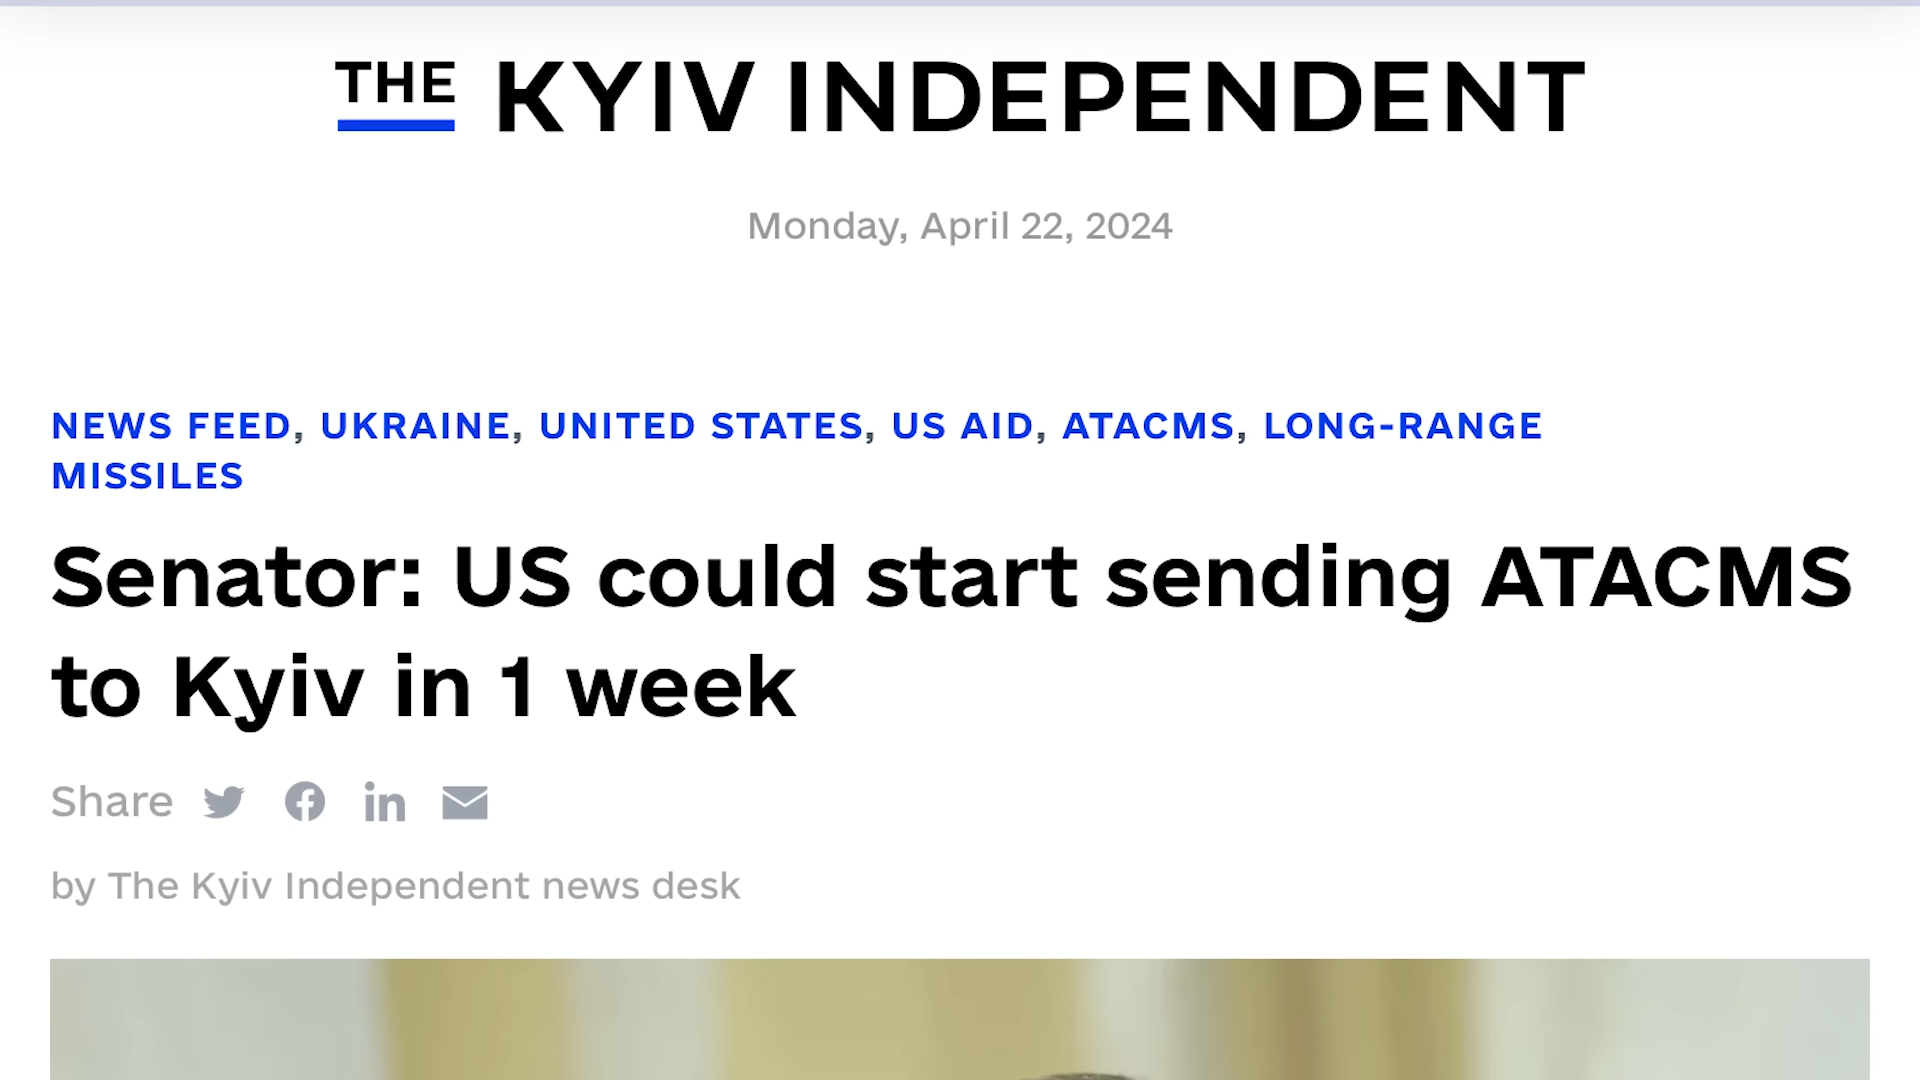 THE KYIV INDEPENDENT
Monday, April 22, 2024
NEWS FEED, UKRAINE, UNITED STATES, US AID, ATACMS, LONG-RANGE
MISSILES
Senator: US could start sending ATACMS
to Kyiv in 1 week
Share
by The Kyiv Independent news desk